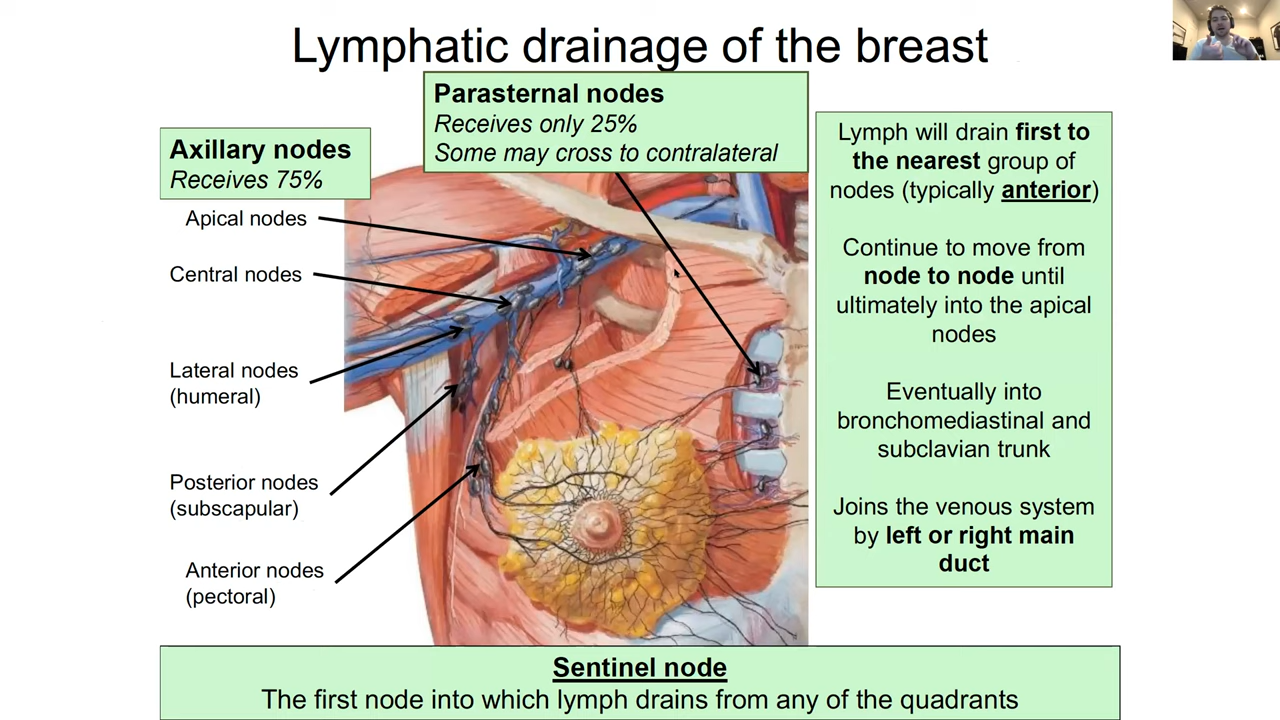 Lymphatic drainage of the breast
Parasternal nodes
Receives only 25%
Some may cross to contralateral
Axillary nodes
Receives 75%
Apical nodes
Central nodes
Lateral nodes
(humeral)
Posterior nodes
(subscapular)
Anterior nodes
(pectoral)
Lymph will drain first to
the nearest group of
nodes (typically anterior)
Continue to move from
node to node until
ultimately into the apical
nodes
Eventually into
bronchomediastinal and
subclavian trunk
Joins the venous system
by left or right main
duct
Sentinel node
The first node into which lymph drains from any of the quadrants